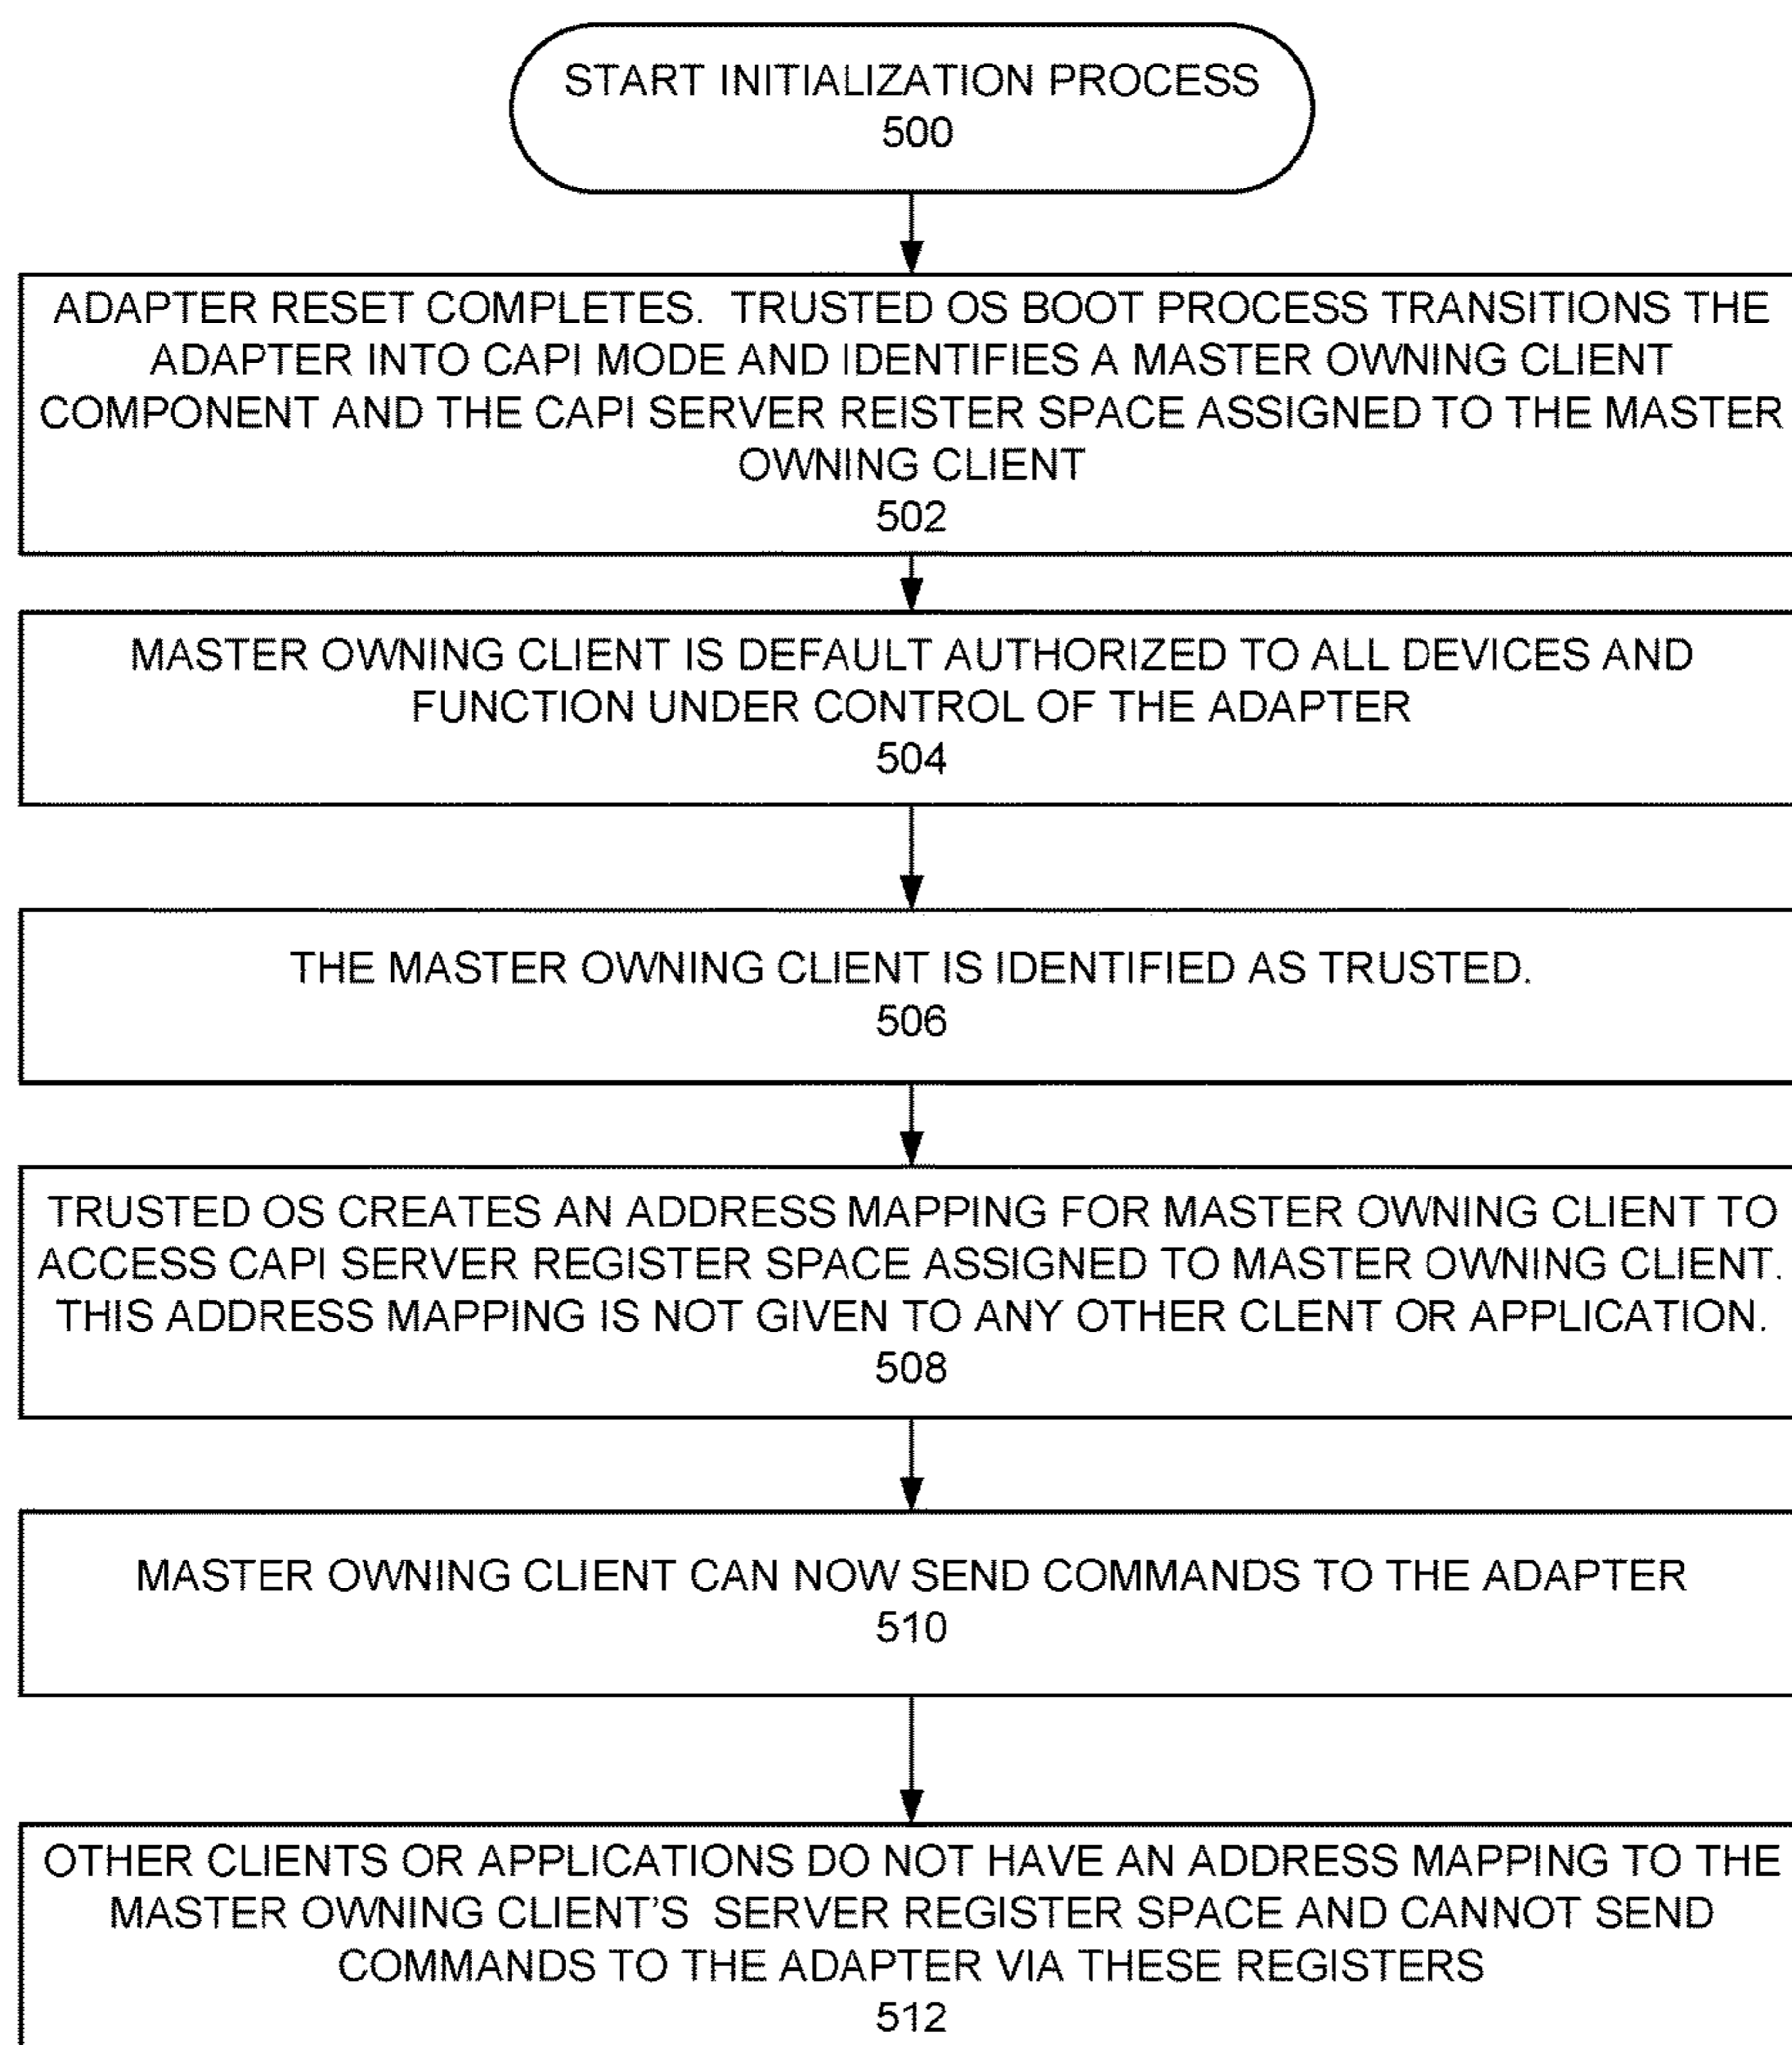 START INITIALIZATION PROCESS
500
ADAPTER RESET COMPLETES. TRUSTED OS BOOT PROCESS TRANSITIONS THE
ADAPTER INTO CAPI MODE AND IDENTIFIES A MASTER OWNING CLIENT
COMPONENT AND THE CAPI SERVER REISTER SPACE ASSIGNED TO THE MASTER
OWNING CLIENT
502
MASTER OWNING CLIENT IS DEFAULT AUTHORIZED TO ALL DEVICES AND
FUNCTION UNDER CONTROL OF THE ADAPTER
504
THE MASTER OWNING CLIENT IS IDENTIFIED AS TRUSTED.
506
TRUSTED OS CREATES AN ADDRESS MAPPING FOR MASTER OWNING CLIENT TO
ACCESS CAPI SERVER REGISTER SPACE ASSIGNED TO MASTER OWNING CLIENT.
THIS ADDRESS MAPPING IS NOT GIVEN TO ANY OTHER CLENT OR APPLICATION.
508
MASTER OWNING CLIENT CAN NOW SEND COMMANDS TO THE ADAPTER
510
OTHER CLIENTS OR APPLICATIONS DO NOT HAVE AN ADDRESS MAPPING TO THE
MASTER OWNING CLIENT'S SERVER REGISTER SPACE AND CANNOT SEND
COMMANDS TO THE ADAPTER VIA THESE REGISTERS
512